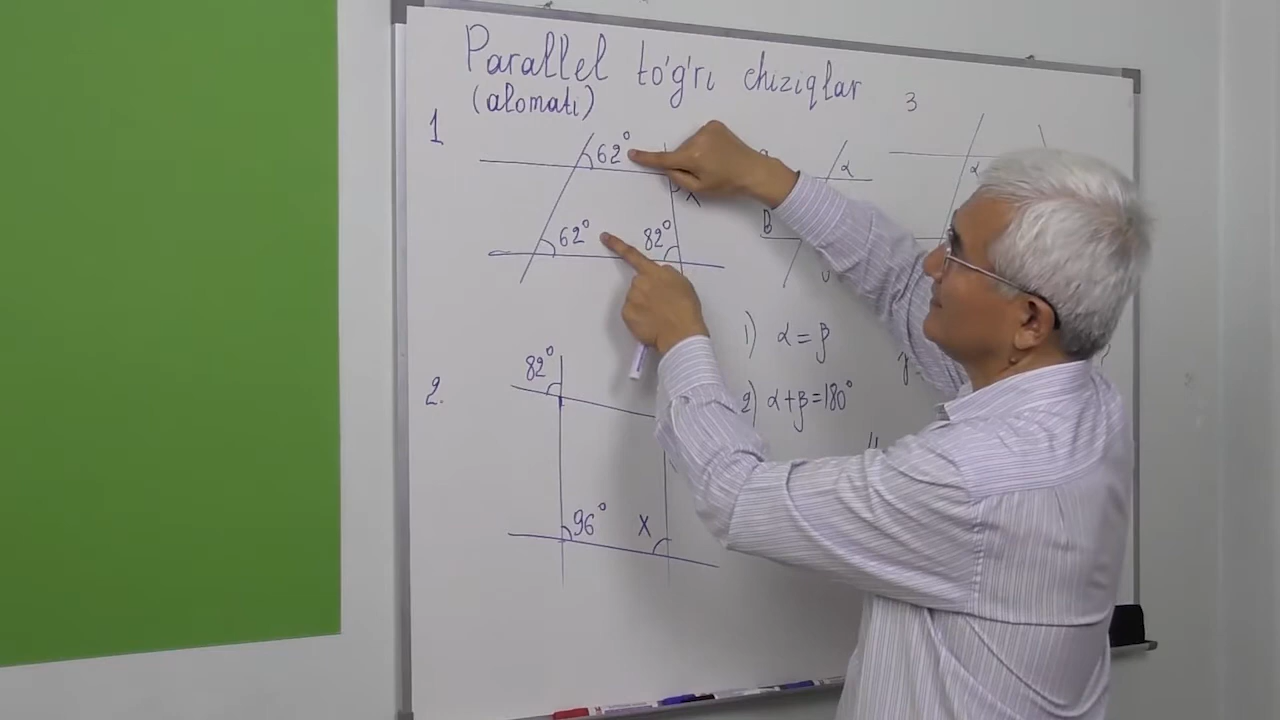 Parallel to'g'ri chiziqlar
(alomati)
1
62°
X
62°
82°
α
B
3
α
2.
82°
96°
X
1) α = β
2) α+β=180°